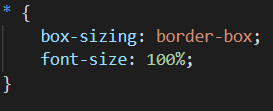 * {
box-sizing: border-box;
font-size: 100%;
}